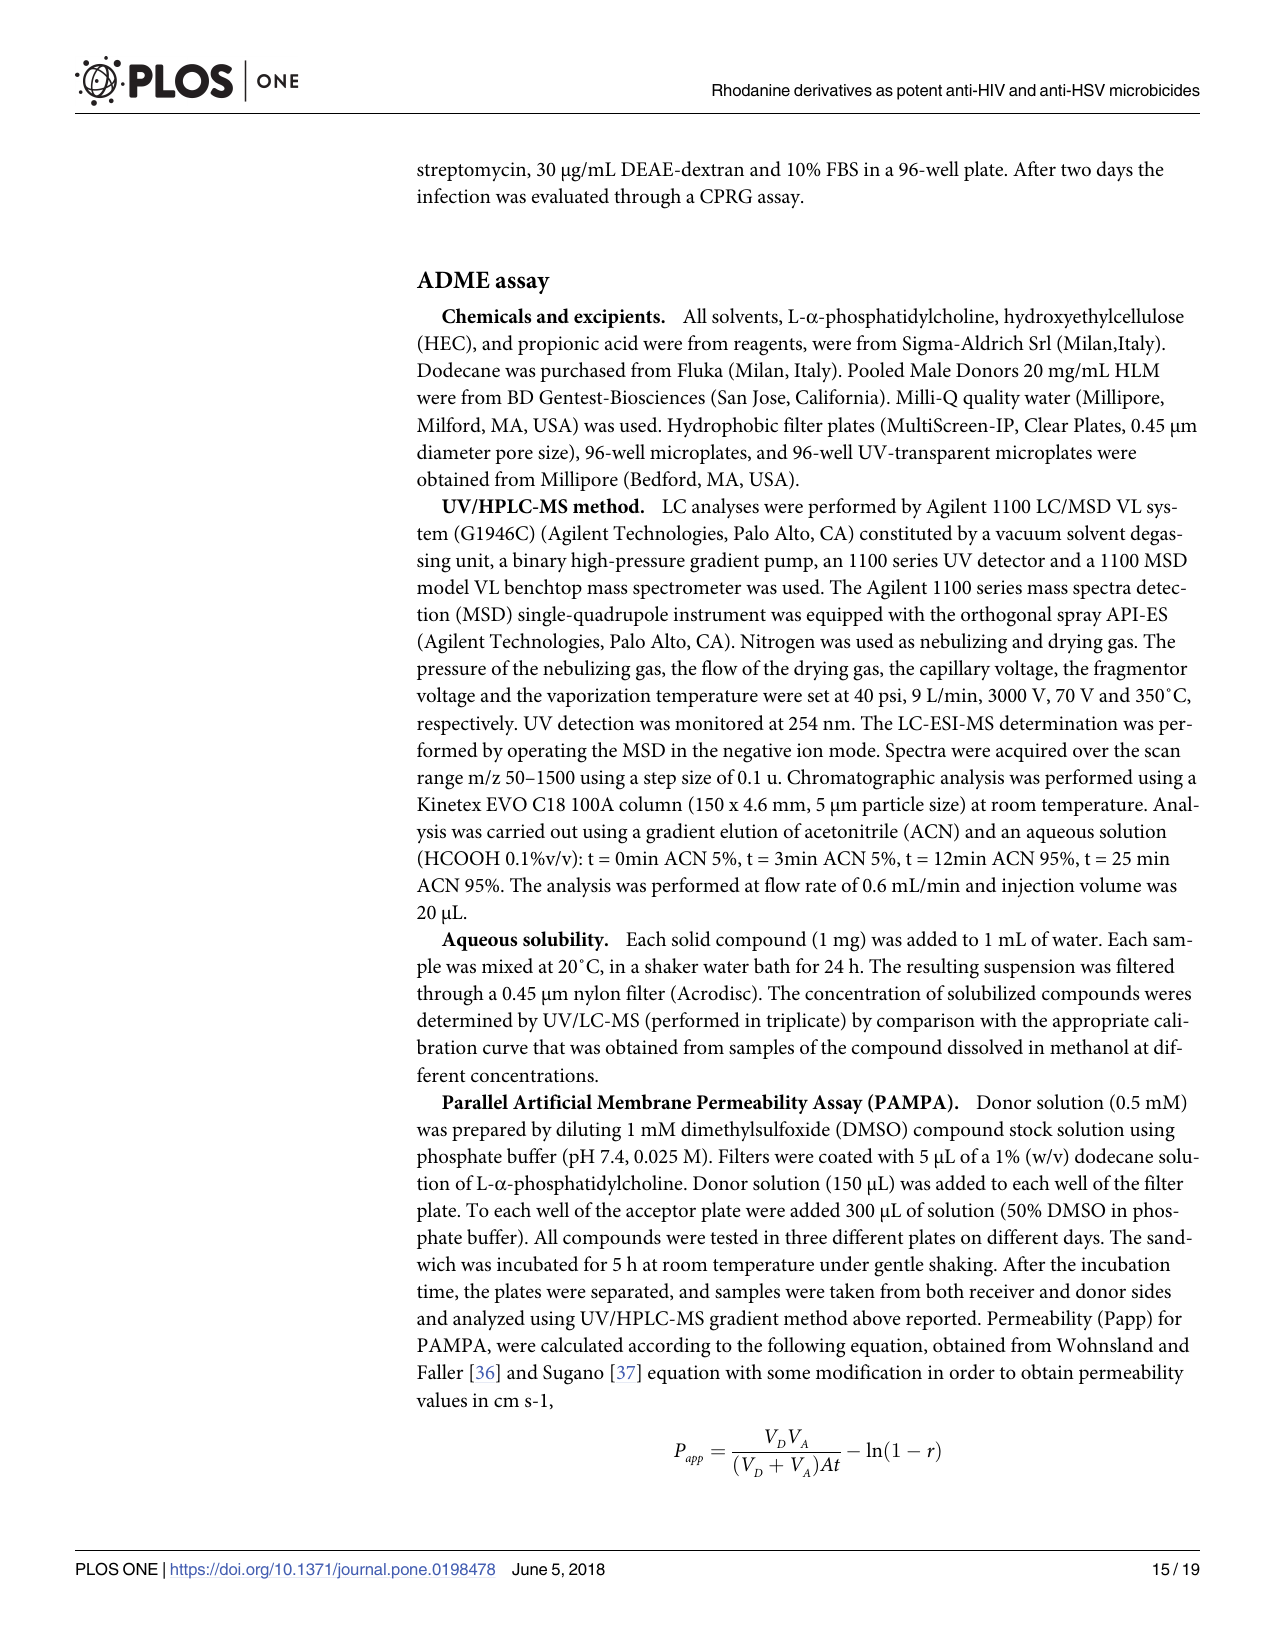 PLOS | ONE
Rhodanine derivatives as potent anti-HIV and anti-HSV microbicides
streptomycin, 30 μg/mL DEAE-dextran and 10% FBS in a 96-well plate. After two days the
infection was evaluated through a CPRG assay.
ADME assay
Chemicals and excipients. All solvents, L-α-phosphatidylcholine, hydroxyethylcellulose
(HEC), and propionic acid were from reagents, were from Sigma-Aldrich Srl (Milan,Italy).
Dodecane was purchased from Fluka (Milan, Italy). Pooled Male Donors 20 mg/mL HLM
were from BD Gentest-Biosciences (San Jose, California). Milli-Q quality water (Millipore,
Milford, MA, USA) was used. Hydrophobic filter plates (MultiScreen-IP, Clear Plates, 0.45 μm
diameter pore size), 96-well microplates, and 96-well UV-transparent microplates were
obtained from Millipore (Bedford, MA, USA).
UV/HPLC-MS method. LC analyses were performed by Agilent 1100 LC/MSD VL sys-
tem (G1946C) (Agilent Technologies, Palo Alto, CA) constituted by a vacuum solvent degas-
sing unit, a binary high-pressure gradient pump, an 1100 series UV detector and a 1100 MSD
model VL benchtop mass spectrometer was used. The Agilent 1100 series mass spectra detec-
tion (MSD) single-quadrupole instrument was equipped with the orthogonal spray API-ES
(Agilent Technologies, Palo Alto, CA). Nitrogen was used as nebulizing and drying gas. The
pressure of the nebulizing gas, the flow of the drying gas, the capillary voltage, the fragmentor
voltage and the vaporization temperature were set at 40 psi, 9 L/min, 3000 V, 70 V and 350˚C,
respectively. UV detection was monitored at 254 nm. The LC-ESI-MS determination was per-
formed by operating the MSD in the negative ion mode. Spectra were acquired over the scan
range m/z 50–1500 using a step size of 0.1 u. Chromatographic analysis was performed using a
Kinetex EVO C18 100A column (150 x 4.6 mm, 5 μm particle size) at room temperature. Anal-
ysis was carried out using a gradient elution of acetonitrile (ACN) and an aqueous solution
(HCOOH 0.1%v/v): t = 0min ACN 5%, t = 3min ACN 5%, t = 12min ACN 95%, t = 25 min
ACN 95%. The analysis was performed at flow rate of 0.6 mL/min and injection volume was
20 μL.
Aqueous solubility. Each solid compound (1 mg) was added to 1 mL of water. Each sam-
ple was mixed at 20˚C, in a shaker water bath for 24 h. The resulting suspension was filtered
through a 0.45 μm nylon filter (Acrodisc). The concentration of solubilized compounds weres
determined by UV/LC-MS (performed in triplicate) by comparison with the appropriate cali-
bration curve that was obtained from samples of the compound dissolved in methanol at dif-
ferent concentrations.
Parallel Artificial Membrane Permeability Assay (PAMPA). Donor solution (0.5 mM)
was prepared by diluting 1 mM dimethylsulfoxide (DMSO) compound stock solution using
phosphate buffer (pH 7.4, 0.025 M). Filters were coated with 5 μL of a 1% (w/v) dodecane solu-
tion of L-α-phosphatidylcholine. Donor solution (150 μL) was added to each well of the filter
plate. To each well of the acceptor plate were added 300 μL of solution (50% DMSO in phos-
phate buffer). All compounds were tested in three different plates on different days. The sand-
wich was incubated for 5 h at room temperature under gentle shaking. After the incubation
time, the plates were separated, and samples were taken from both receiver and donor sides
and analyzed using UV/HPLC-MS gradient method above reported. Permeability (Papp) for
PAMPA, were calculated according to the following equation, obtained from Wohnsland and
Faller [36] and Sugano [37] equation with some modification in order to obtain permeability
values in cm s-1,
P_app = V_D V_A / (V_D + V_A)At − ln(1 − r)
PLOS ONE | https://doi.org/10.1371/journal.pone.0198478 June 5, 2018
15 / 19